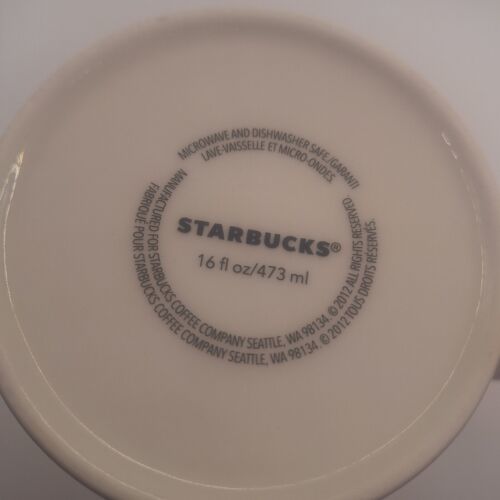 MICROWAVE AND DISHWASHER SAFE/GARANTI
LAVE-VAISSELLE ET MICRO-ONDES
STARBUCKS®
16 fl oz/473 ml
MANUFACTURED FOR STARBUCKS COFFEE COMPANY SEATTLE, WA 98134. © 2012 ALL RIGHTS RESERVED.
FABRIQUÉ POUR STARBUCKS COFFEE COMPANY SEATTLE, WA 98134. © 2012 TOUS DROITS RÉSERVÉS.